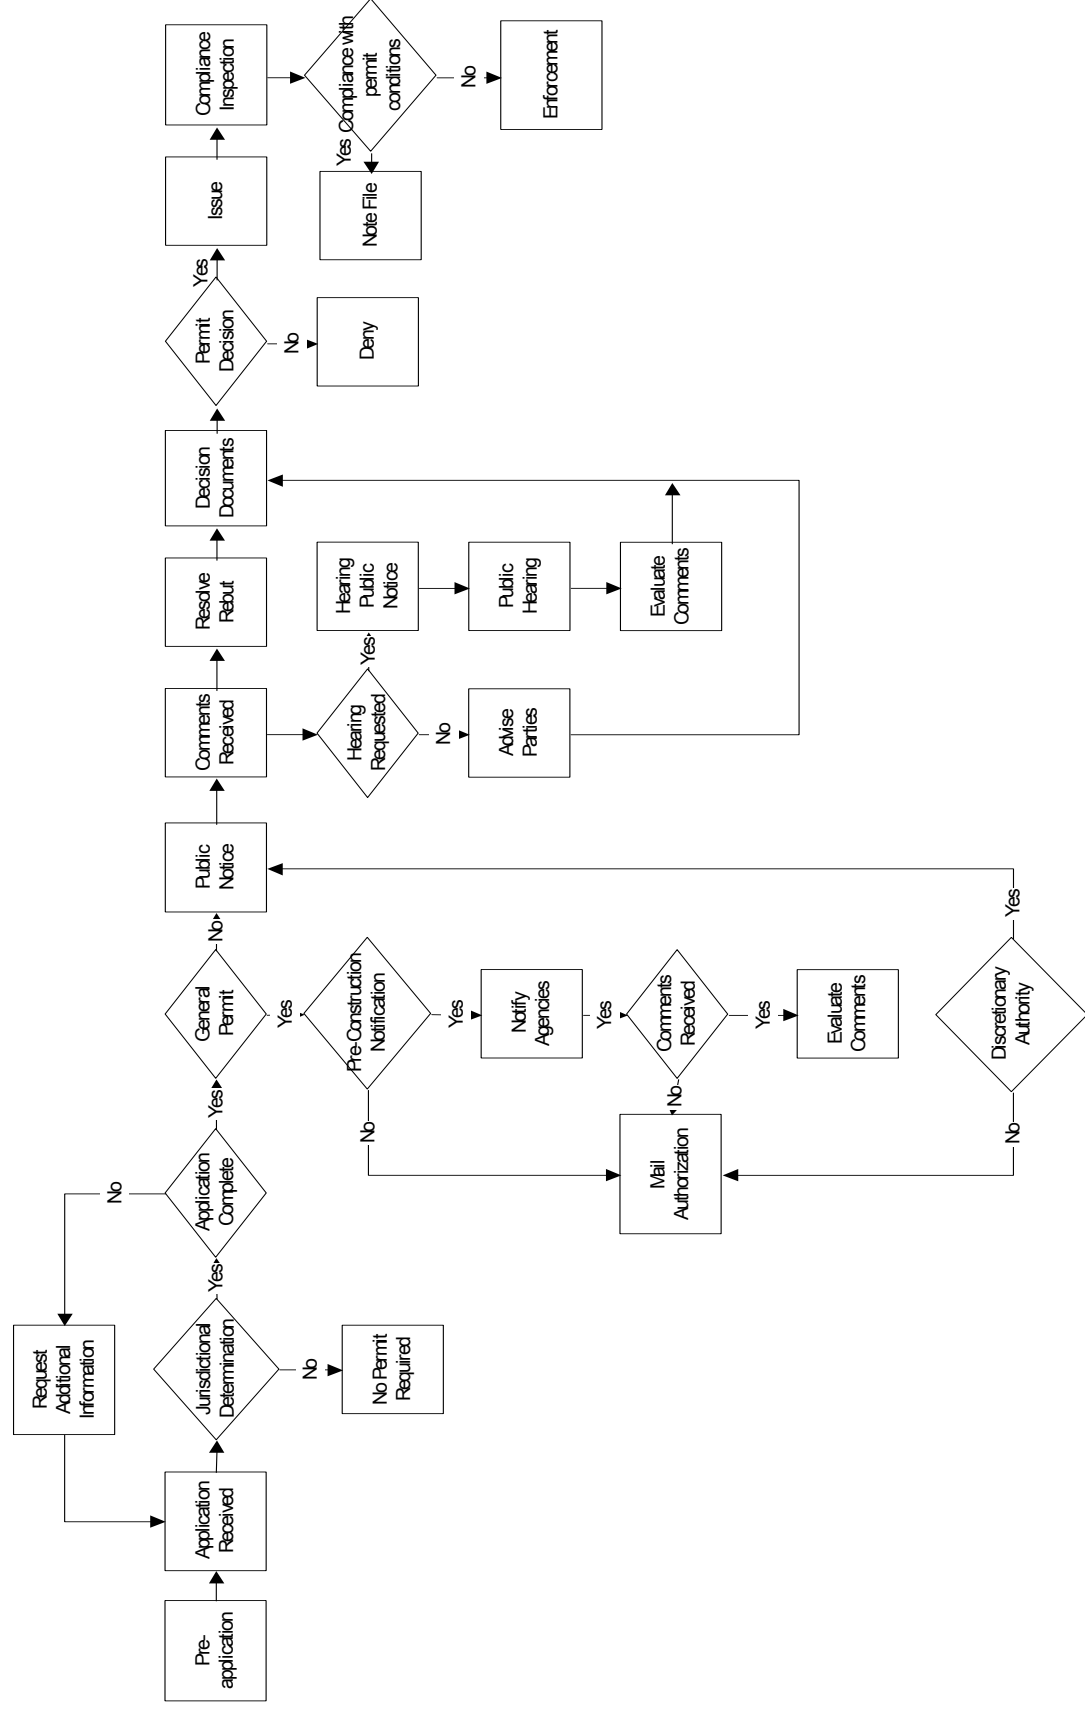 Request
Additional
Information
No
Pre-
application
Application
Received
Jurisdictional
Determination
Yes
Application
Complete
Yes
General
Permit
No
Public
Notice
Comments
Received
Resolve
Rebut
Decision
Documents
Permit
Decision
Yes
Issue
Compliance
Inspection
No
No Permit
Required
Yes
Pre-Construction
Notification
Hearing
Requested
Yes
Hearing
Public
Notice
No
Deny
Yes
Note File
Compliance with
permit
conditions
No
No
Yes
Notify
Agencies
No
Advise
Parties
Public
Hearing
Enforcement
Yes
Mail
Authorization
No
Comments
Received
Evaluate
Comments
Yes
Evaluate
Comments
No
Discretionary
Authority
Yes